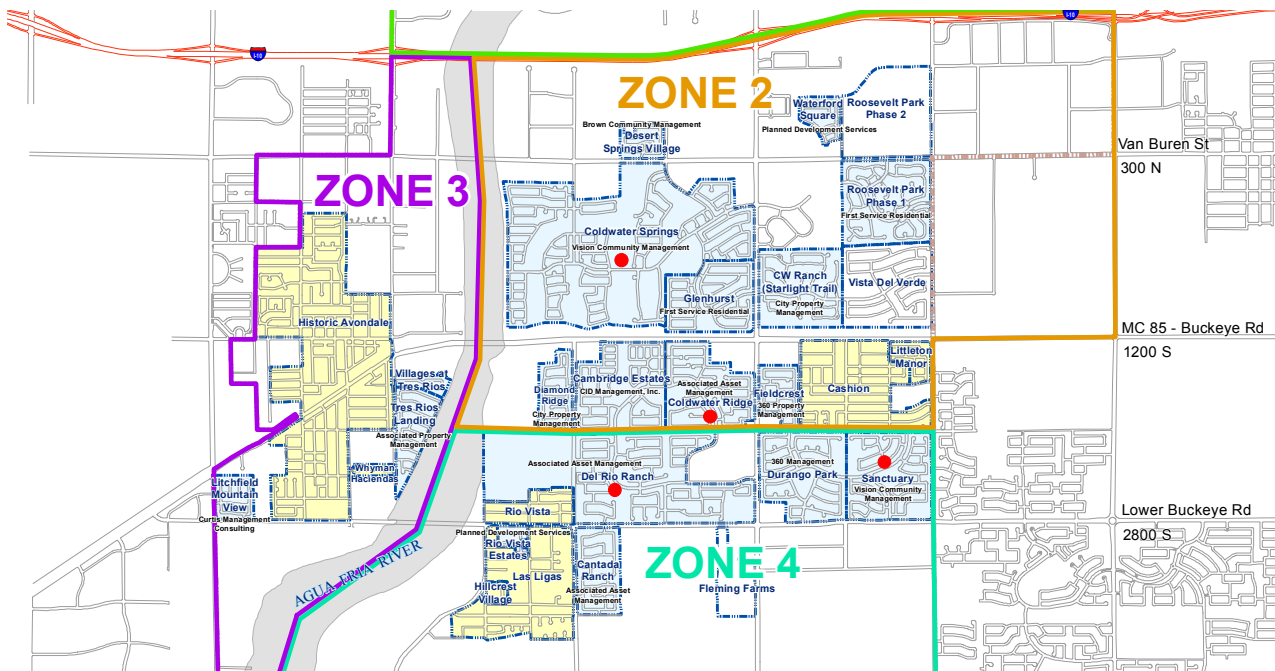 I-10
I-10
ZONE 2
Waterford
Square
Roosevelt Park
Phase 2
Brown Community Management
Planned Development Services
Desert
Springs Village
Van Buren St
300 N
ZONE 3
Roosevelt Park
Phase 1
First Service Residential
Coldwater Springs
Vision Community Management
CW Ranch
(Starlight Trail)
City Property
Management
Vista Del Verde
Glenhurst
First Service Residential
Historic Avondale
MC 85 - Buckeye Rd
1200 S
Littleton
Manor
Villages at
Tres Rios
Diamond
Ridge
City Property
Management
Cambridge Estates
CID Management, Inc.
Associated Asset
Management
Coldwater Ridge
Fieldcrest
360 Property
Management
Cashion
Tres Rios
Landing
Associated Property
Management
Whyman
Haciendas
Associated Asset Management
Del Rio Ranch
360 Management
Durango Park
Sanctuary
Vision Community
Management
Litchfield
Mountain
View
Curtis Management
Consulting
Rio Vista
Lower Buckeye Rd
2800 S
Planned Development Services
Rio Vista
Estates
Las Ligas
Hillcrest
Village
Cantada
Ranch
Associated Asset
Management
ZONE 4
Fleming Farms
AGUA FRIA RIVER